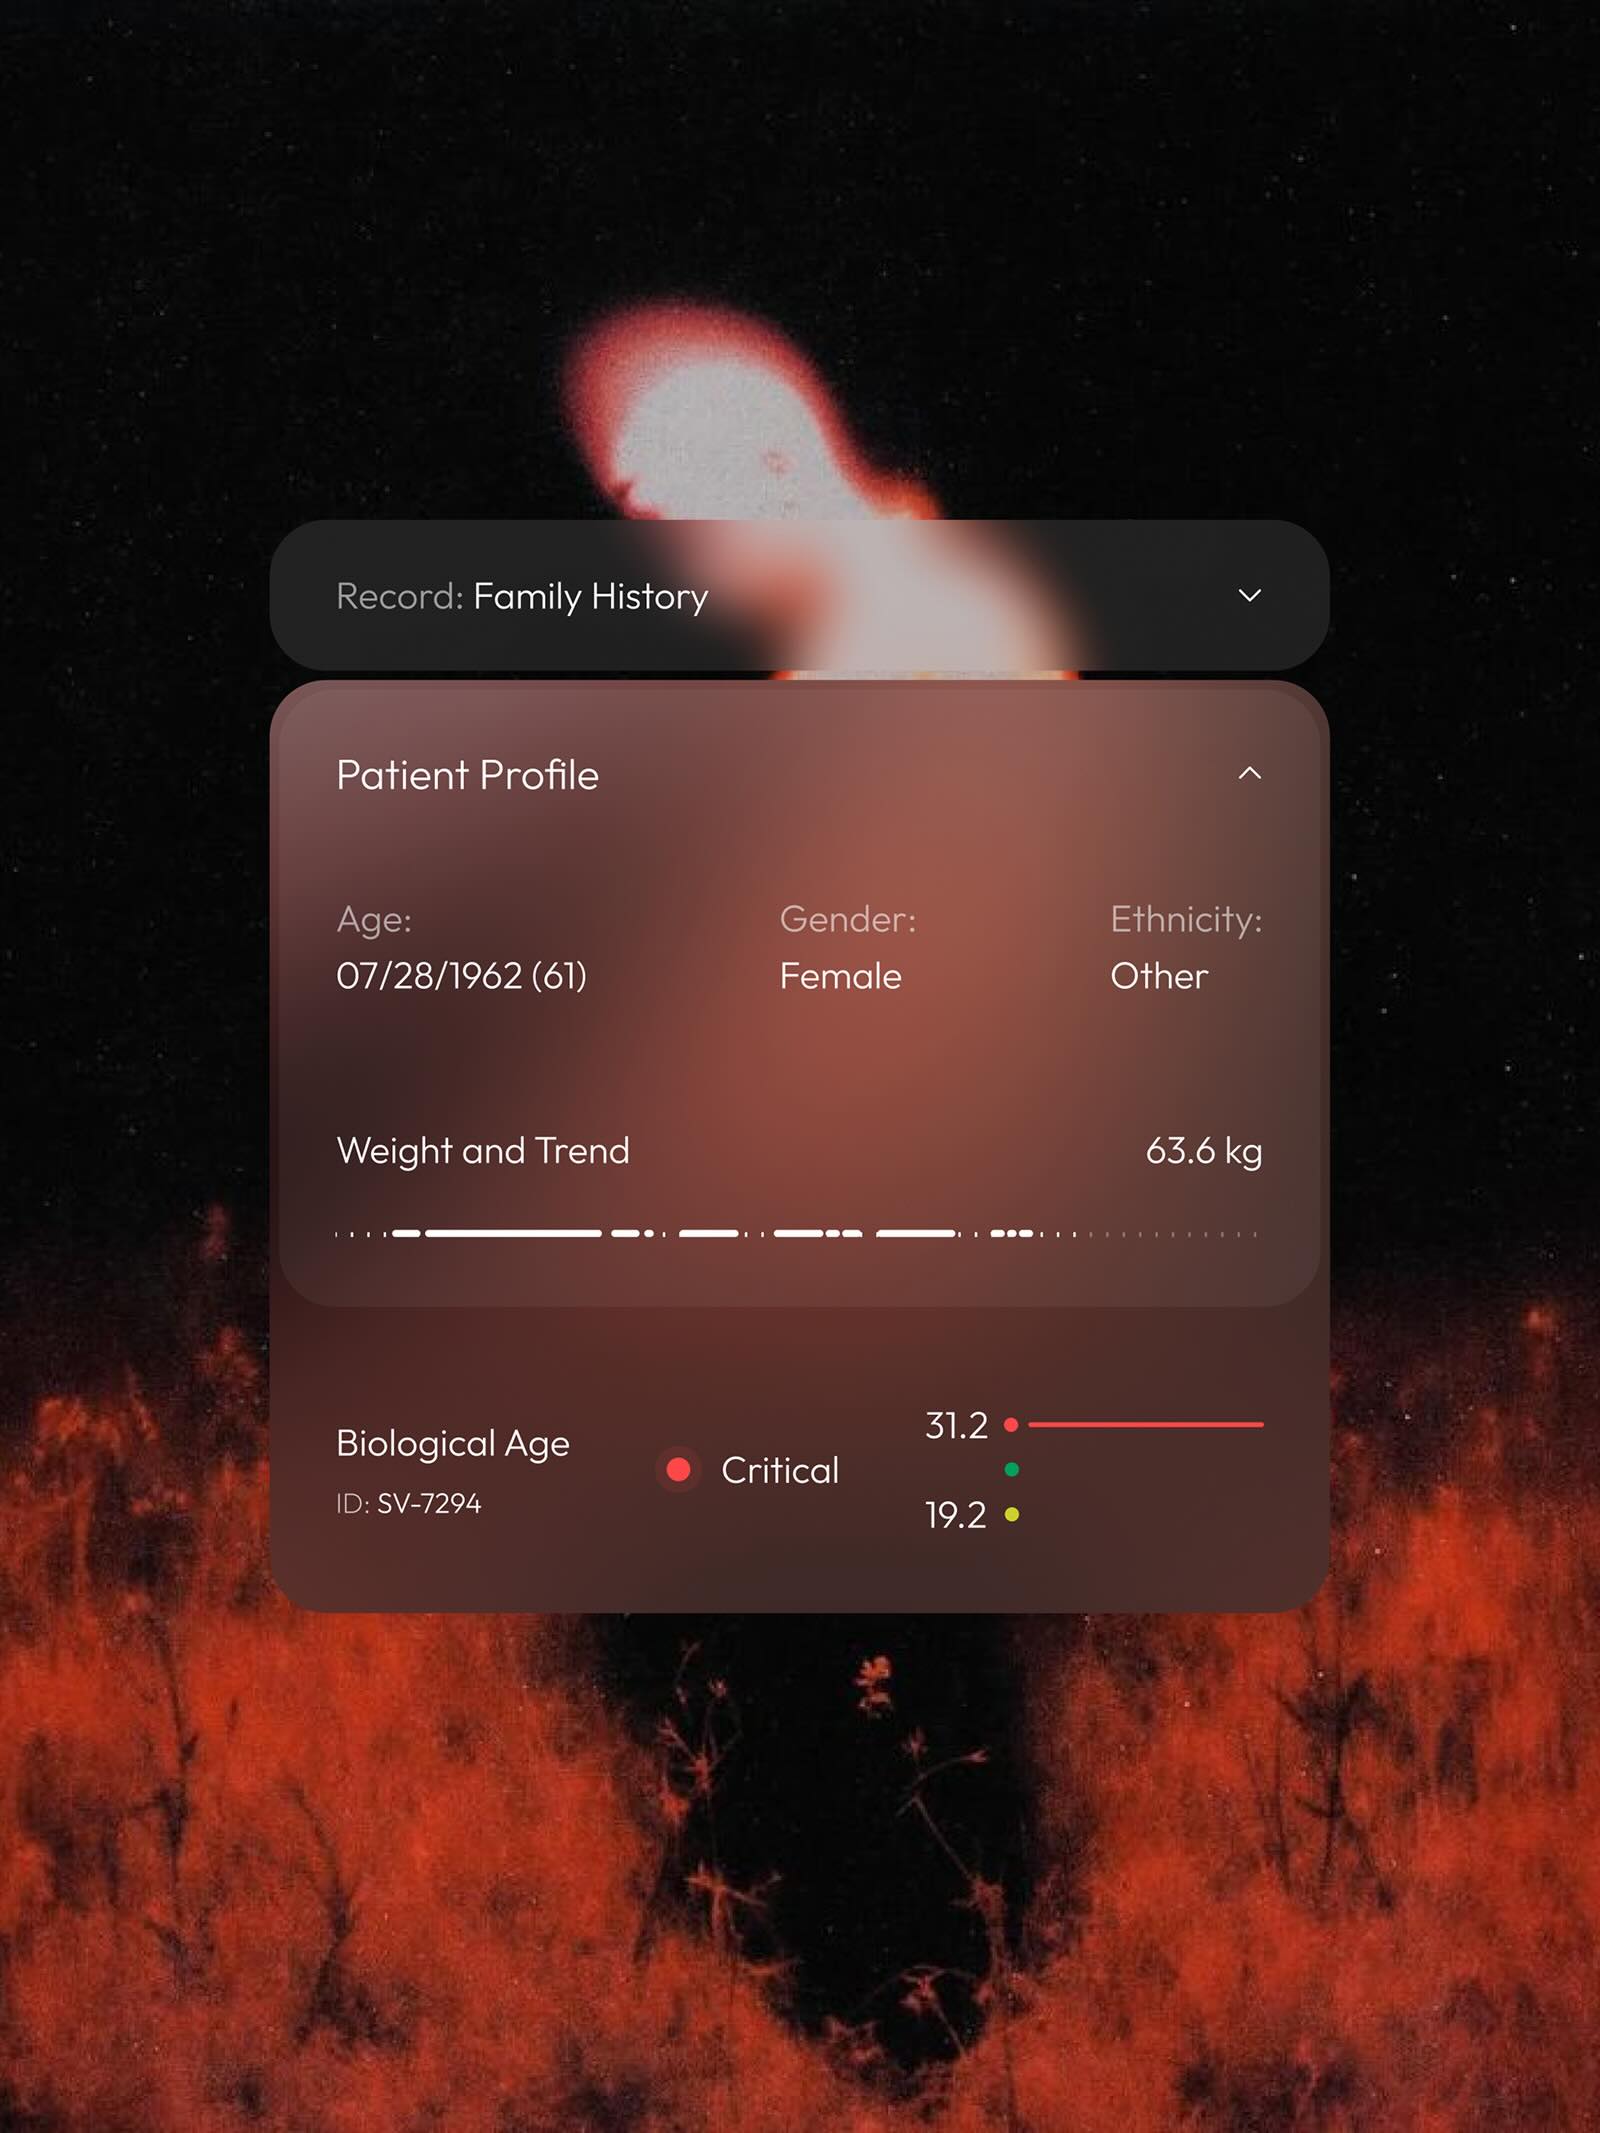 Record: Family History
Patient Profile
Age:
07/28/1962 (61)
Gender:
Female
Ethnicity:
Other
Weight and Trend
63.6 kg
Biological Age
ID: SV-7294
Critical
31.2
19.2